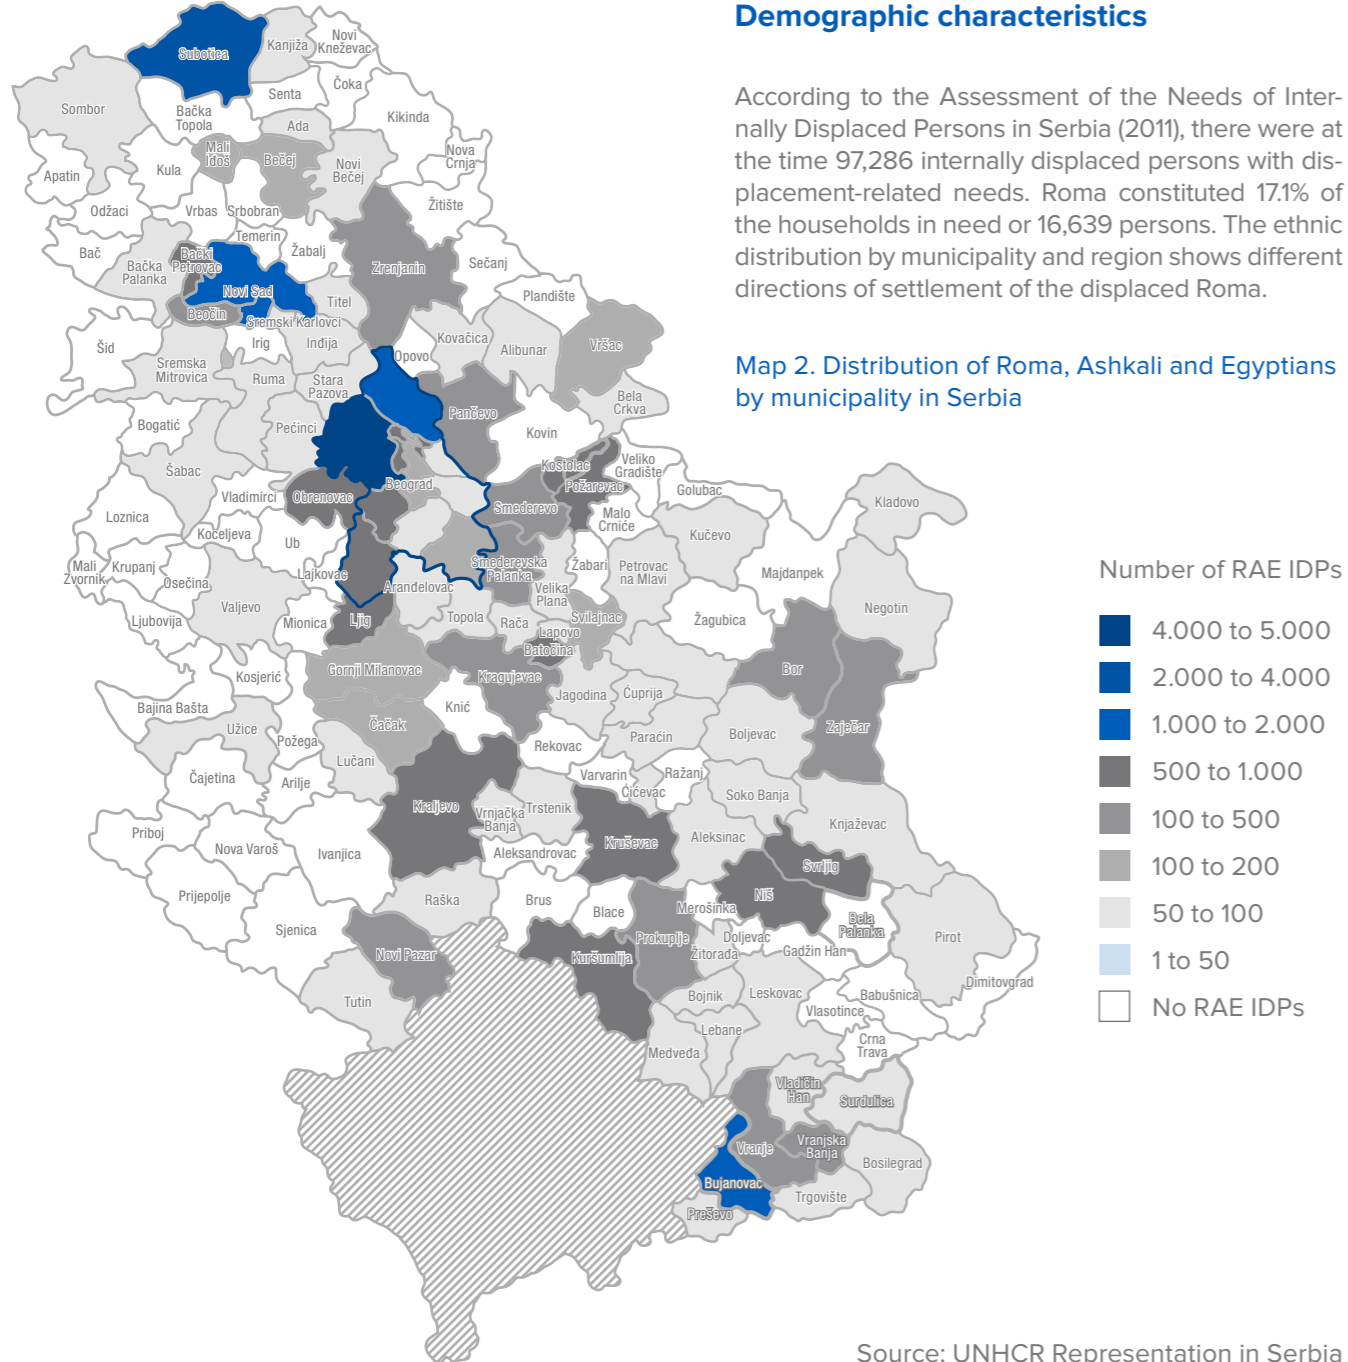 Demographic characteristics
According to the Assessment of the Needs of Inter-
nally Displaced Persons in Serbia (2011), there were at
the time 97,286 internally displaced persons with dis-
placement-related needs. Roma constituted 17.1% of
the households in need or 16,639 persons. The ethnic
distribution by municipality and region shows different
directions of settlement of the displaced Roma.
Map 2. Distribution of Roma, Ashkali and Egyptians
by municipality in Serbia
Subotica
Kanjiža
Novi
Kneževac
Sombor
Bačka
Topola
Senta
Čoka
Kikinda
Ada
Mali
Iđoš
Bečej
Novi
Bečej
Nova
Crnja
Apatin
Kula
Odžaci
Vrbas
Srbobran
Žitište
Bač
Bačka
Palanka
Bački
Petrovac
Temerin
Žabalj
Zrenjanin
Sečanj
Novi Sad
Titel
Plandište
Beočin
Sremski Karlovci
Šid
Irig
Inđija
Opovo
Kovačica
Alibunar
Vršac
Sremska
Mitrovica
Ruma
Stara
Pazova
Bela
Crkva
Pančevo
Bogatić
Pećinci
Kovin
Šabac
Beograd
Kostolac
Veliko
Gradište
Požarevac
Golubac
Kladovo
Vladimirci
Obrenovac
Smederevo
Malo
Crniće
Loznica
Koceljeva
Ub
Kučevo
Mali
Zvornik
Krupanj
Osečina
Lajkovac
Aranđelovac
Smederevska
Palanka
Žabari
Petrovac
na Mlavi
Majdanpek
Negotin
Ljubovija
Valjevo
Mionica
Ljig
Topola
Rača
Velika
Plana
Svilajnac
Lapovo
Batočina
Žagubica
Kosjerić
Gornji Milanovac
Kragujevac
Bor
Bajina Bašta
Čačak
Knić
Jagodina
Ćuprija
Užice
Požega
Paraćin
Boljevac
Zaječar
Čajetina
Arilje
Lučani
Rekovac
Varvarin
Ražanj
Ćićevac
Soko Banja
Kraljevo
Vrnjačka
Banja
Trstenik
Priboj
Nova Varoš
Ivanjica
Kruševac
Aleksinac
Knjaževac
Aleksandrovac
Svrljig
Prijepolje
Raška
Brus
Blace
Merošinka
Niš
Bela
Palanka
Sjenica
Novi Pazar
Kuršumlija
Prokuplje
Žitorađa
Doljevac
Gadžin Han
Pirot
Dimitovgrad
Tutin
Bojnik
Leskovac
Babušnica
Vlasotince
Lebane
Medveđa
Crna
Trava
Vladičin
Han
Surdulica
Vranje
Vranjska
Banja
Bosilegrad
Bujanovac
Trgovište
Preševo
Number of RAE IDPs
4.000 to 5.000
2.000 to 4.000
1.000 to 2.000
500 to 1.000
100 to 500
100 to 200
50 to 100
1 to 50
No RAE IDPs
Source: UNHCR Representation in Serbia